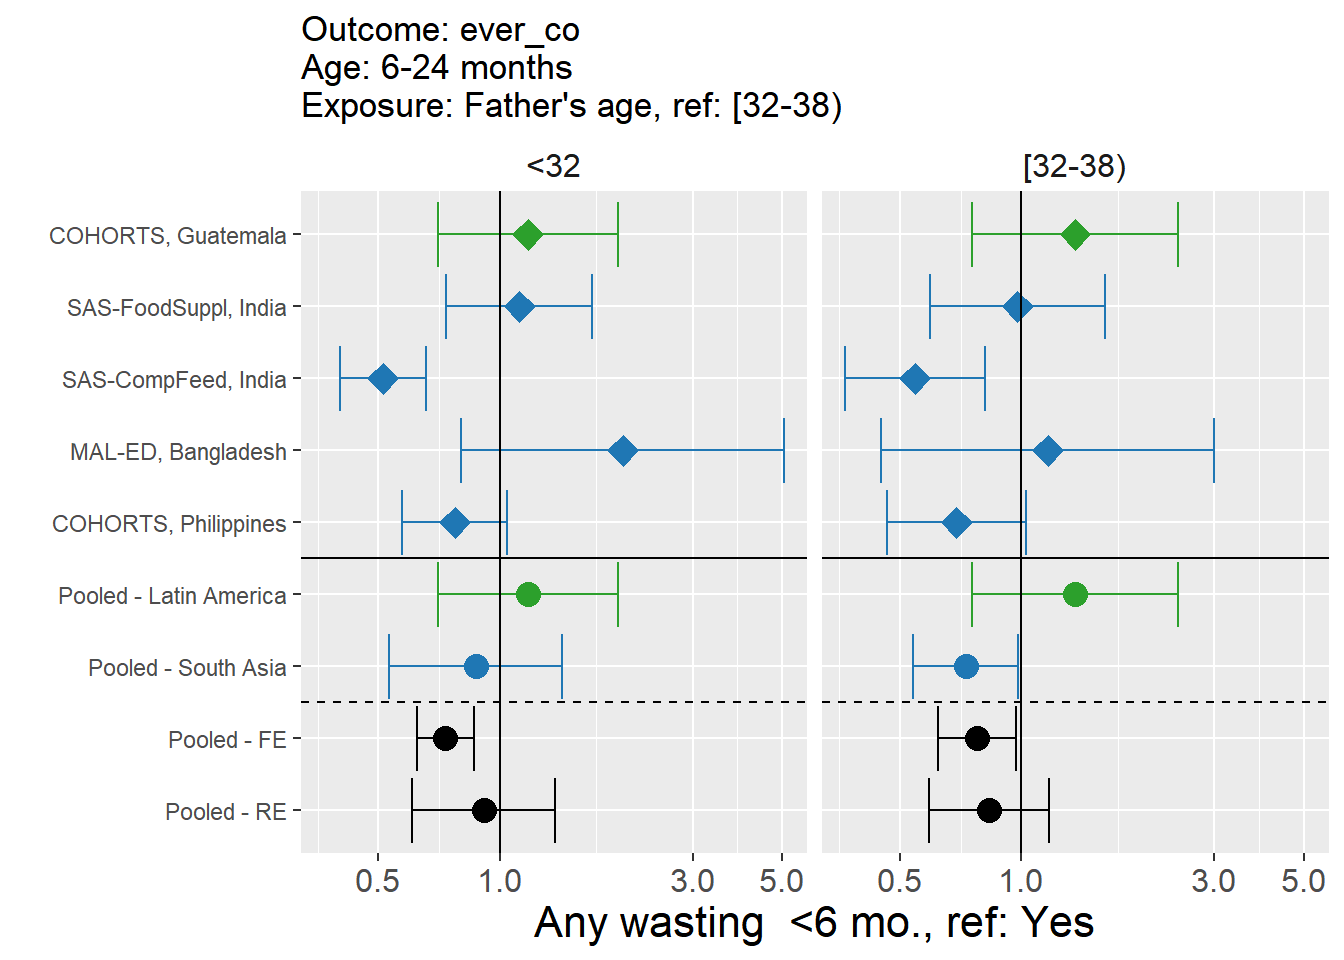 Outcome: ever_co
Age: 6-24 months
Exposure: Father's age, ref: [32-38)
<32
[32-38)
COHORTS, Guatemala
SAS-FoodSuppl, India
SAS-CompFeed, India
MAL-ED, Bangladesh
COHORTS, Philippines
Pooled - Latin America
Pooled - South Asia
Pooled - FE
Pooled - RE
0.5 1.0 3.0 5.0 0.5 1.0 3.0 5.0
Any wasting  <6 mo., ref: Yes